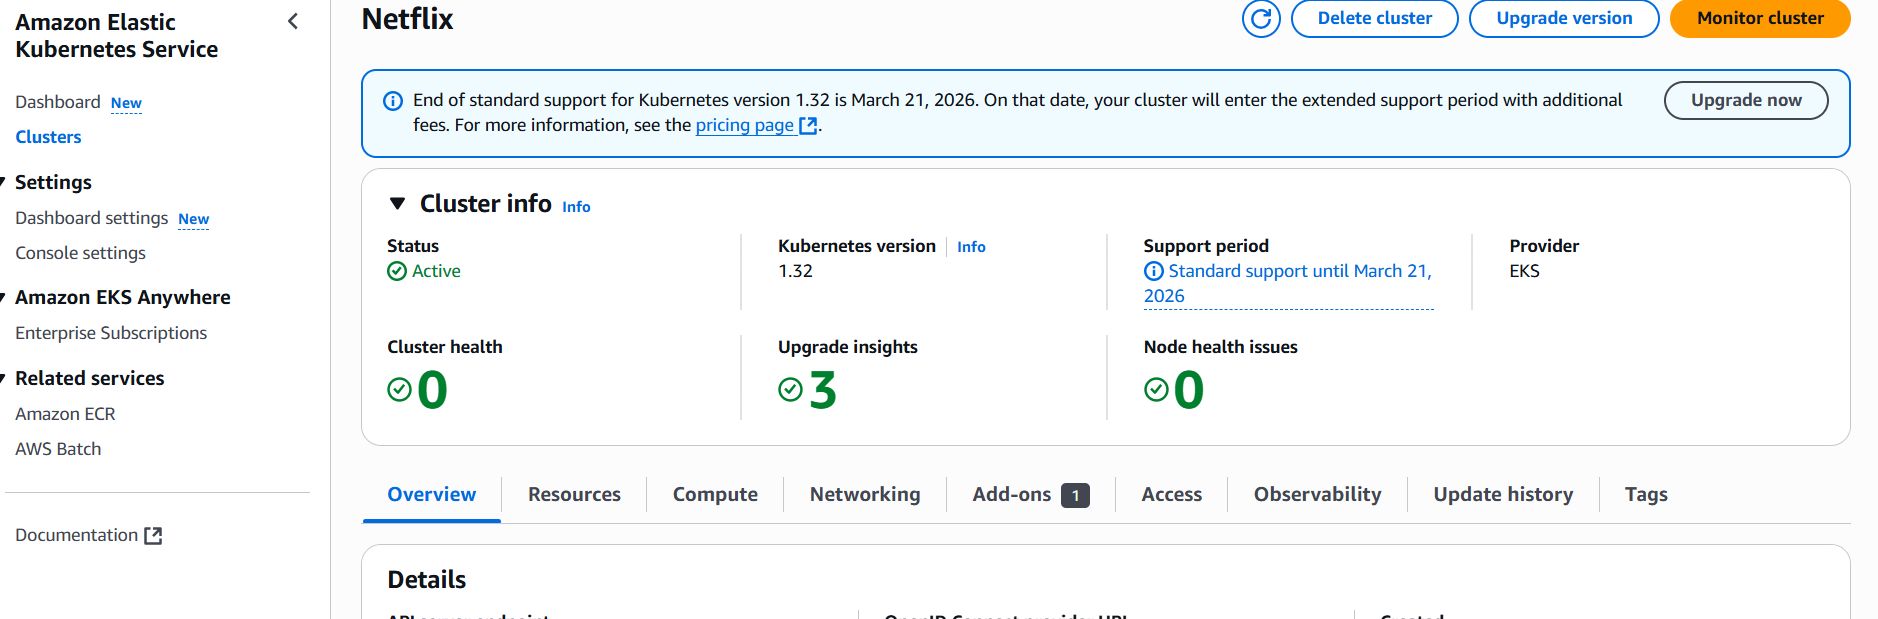 Amazon Elastic
Kubernetes Service
Dashboard New
Clusters
Settings
Dashboard settings New
Console settings
Amazon EKS Anywhere
Enterprise Subscriptions
Related services
Amazon ECR
AWS Batch
Documentation
Netflix
Delete cluster
Upgrade version
Monitor cluster
End of standard support for Kubernetes version 1.32 is March 21, 2026. On that date, your cluster will enter the extended support period with additional
fees. For more information, see the pricing page.
Upgrade now
Cluster info Info
Status
Active
Kubernetes version Info
1.32
Support period
Standard support until March 21,
2026
Provider
EKS
Cluster health
0
Upgrade insights
3
Node health issues
0
Overview Resources Compute Networking Add-ons 1 Access Observability Update history Tags
Details